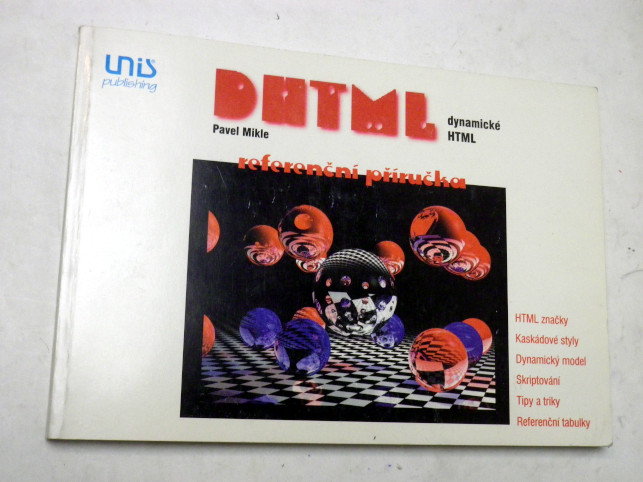 UNIS
publishing
DHTML
dynamické
HTML
Pavel Mikle
referenční příručka
HTML značky
Kaskádové styly
Dynamický model
Skriptování
Tipy a triky
Referenční tabulky